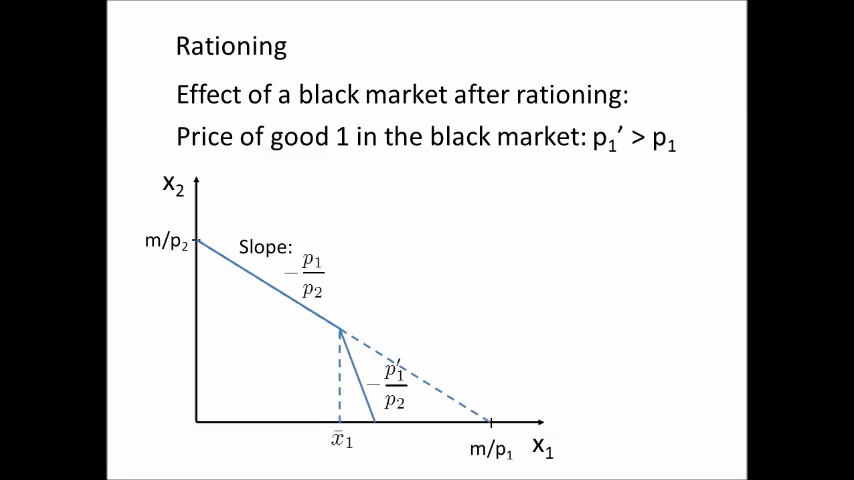 Rationing
Effect of a black market after rationing:
Price of good 1 in the black market: p₁’ > p₁
x₂
m/p₂
Slope:
−p₁/p₂
−p₁′/p₂
x̄₁
m/p₁
x₁